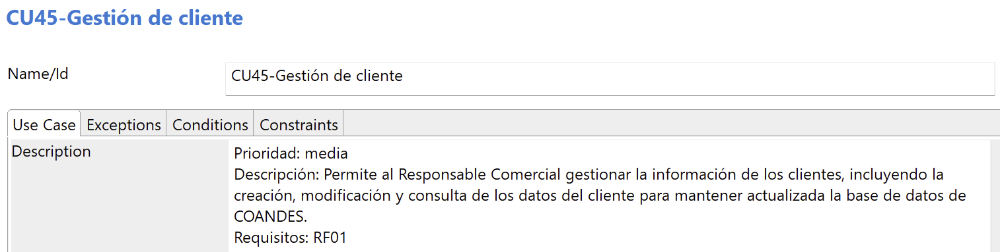 CU45-Gestión de cliente
Name/Id
CU45-Gestión de cliente
Use Case
Exceptions
Conditions
Constraints
Description
Prioridad: media
Descripción: Permite al Responsable Comercial gestionar la información de los clientes, incluyendo la
creación, modificación y consulta de los datos del cliente para mantener actualizada la base de datos de
COANDES.
Requisitos: RF01